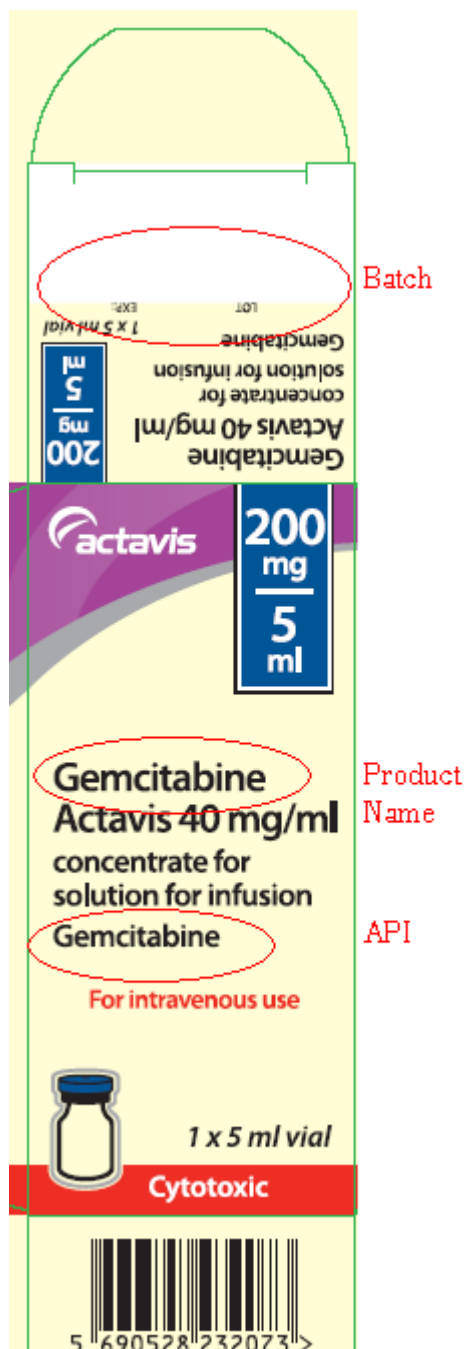 Batch
LOT
EXP:
1 x 5 ml vial
Gemcitabine
solution for infusion
concentrate for
Actavis 40 mg/ml
Gemcitabine
200
mg
5
ml
actavis
200
mg
5
ml
Gemcitabine
Product
Actavis 40 mg/ml
Name
concentrate for
solution for infusion
Gemcitabine
API
For intravenous use
1 x 5 ml vial
Cytotoxic
5 690528 232073 >